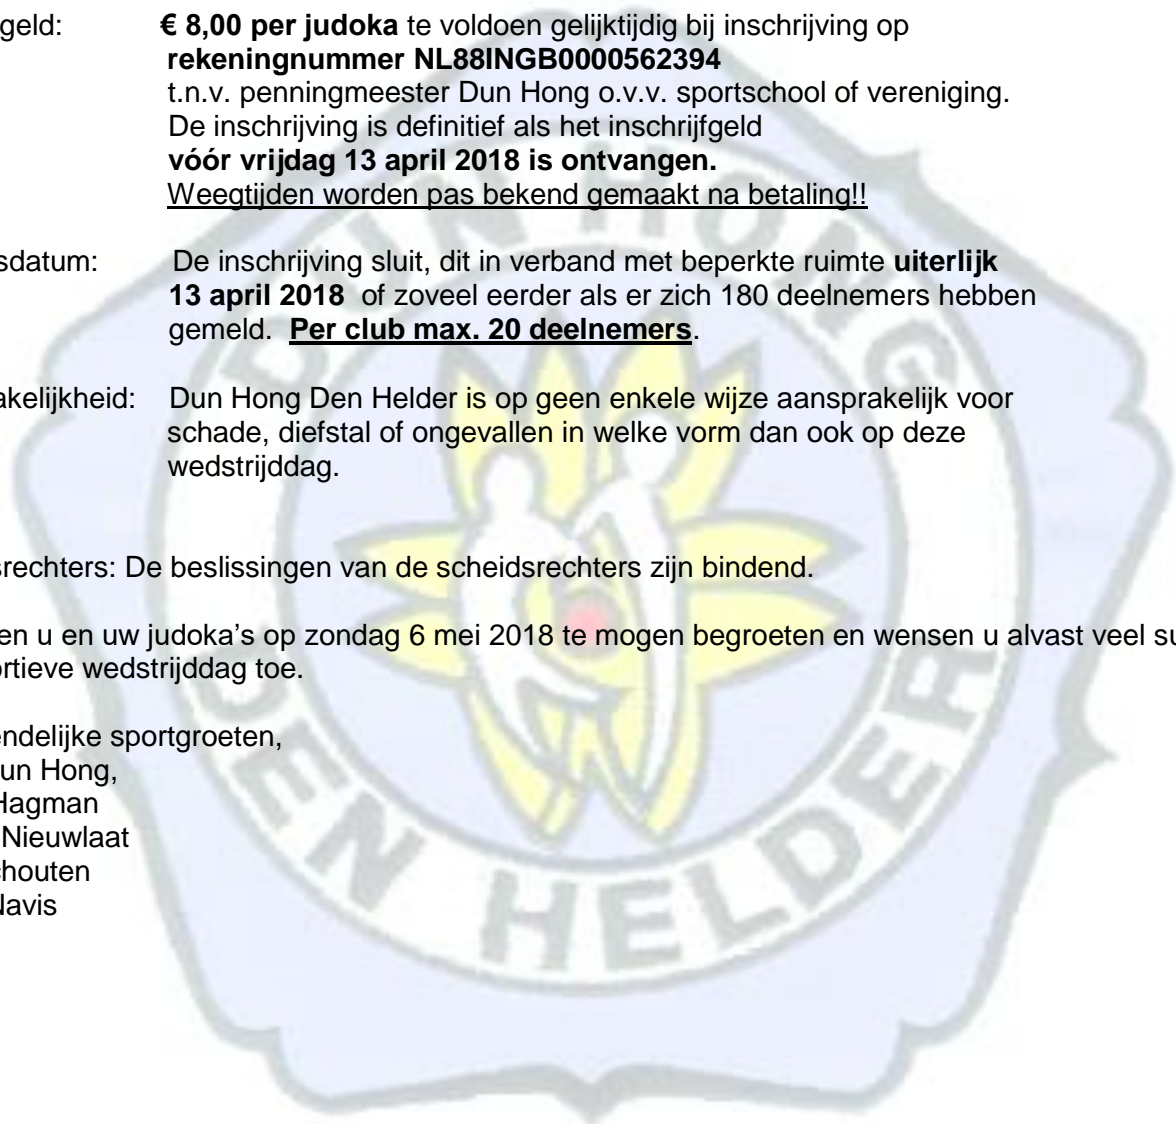 geld: € 8,00 per judoka te voldoen gelijktijdig bij inschrijving op
rekeningnummer NL88INGB0000562394
t.n.v. penningmeester Dun Hong o.v.v. sportschool of vereniging.
De inschrijving is definitief als het inschrijfgeld
vóór vrijdag 13 april 2018 is ontvangen.
Weegtijden worden pas bekend gemaakt na betaling!!
sdatum: De inschrijving sluit, dit in verband met beperkte ruimte uiterlijk
13 april 2018 of zoveel eerder als er zich 180 deelnemers hebben
gemeld. Per club max. 20 deelnemers.
akelijkheid: Dun Hong Den Helder is op geen enkele wijze aansprakelijk voor
schade, diefstal of ongevallen in welke vorm dan ook op deze
wedstrijddag.
srechters: De beslissingen van de scheidsrechters zijn bindend.
en u en uw judoka's op zondag 6 mei 2018 te mogen begroeten en wensen u alvast veel su
rtieve wedstrijddag toe.
endelijke sportgroeten,
un Hong,
Hagman
Nieuwlaat
houten
Navis
DUN HONG
DEN HELDER